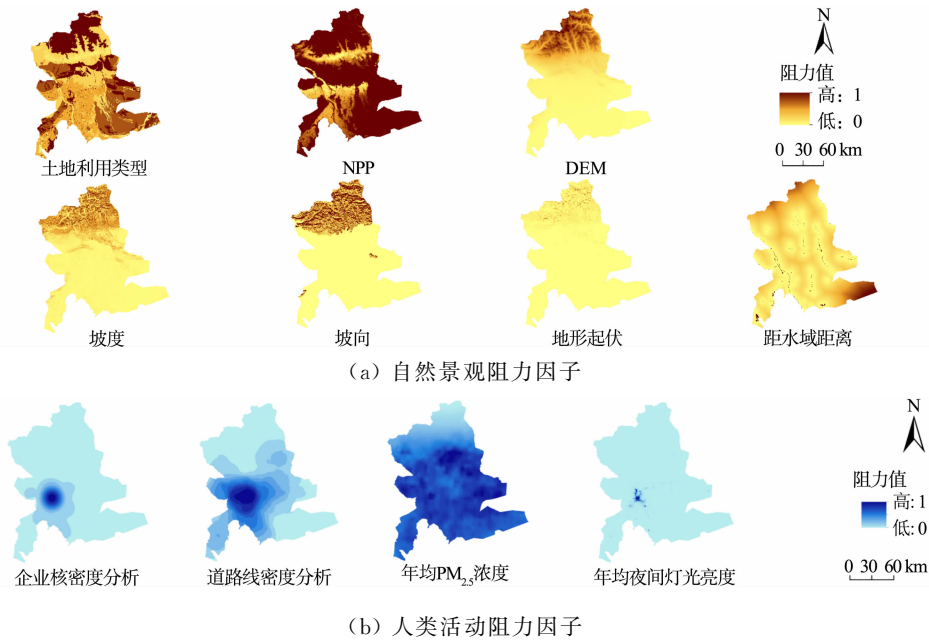 N
阻力值
高：1
低：0
0 30 60 km
土地利用类型
NPP
DEM
坡度
坡向
地形起伏
距水域距离
（a）自然景观阻力因子
N
阻力值
高：1
低：0
0 30 60 km
企业核密度分析
道路线密度分析
年均PM2.5浓度
年均夜间灯光亮度
（b）人类活动阻力因子